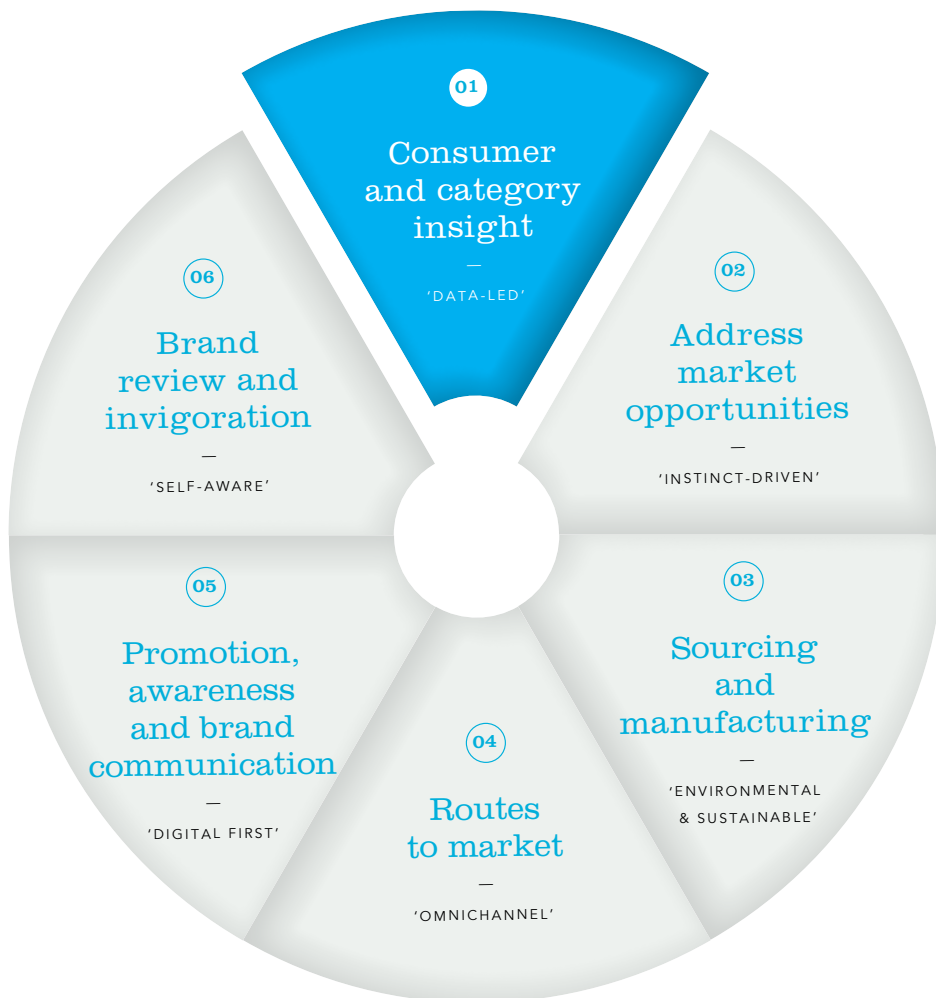 01
Consumer
and category
insight
—
‘DATA-LED’
02
Address
market
opportunities
—
‘INSTINCT-DRIVEN’
03
Sourcing
and
manufacturing
—
‘ENVIRONMENTAL
& SUSTAINABLE’
04
Routes
to market
—
‘OMNICHANNEL’
05
Promotion,
awareness
and brand
communication
—
‘DIGITAL FIRST’
06
Brand
review and
invigoration
—
‘SELF-AWARE’